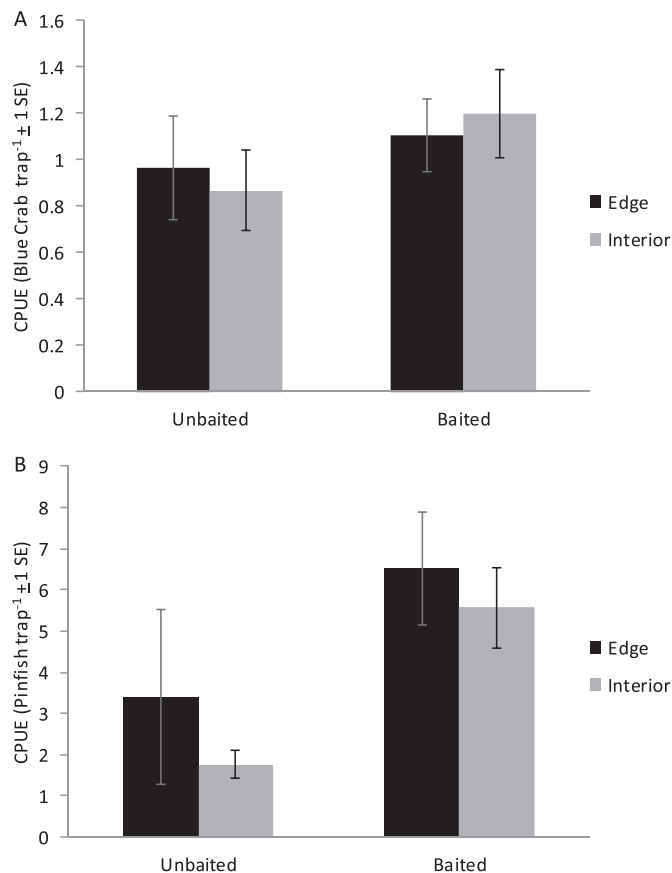 A
1.6
1.4
1.2
1
0.8
0.6
0.4
0.2
0
CPUE (Blue Crab trap-1 ± 1 SE)
Unbaited
Baited
Edge
Interior
B
9
8
7
6
5
4
3
2
1
0
CPUE (Pinfish trap-1 ± 1 SE)
Unbaited
Baited
Edge
Interior